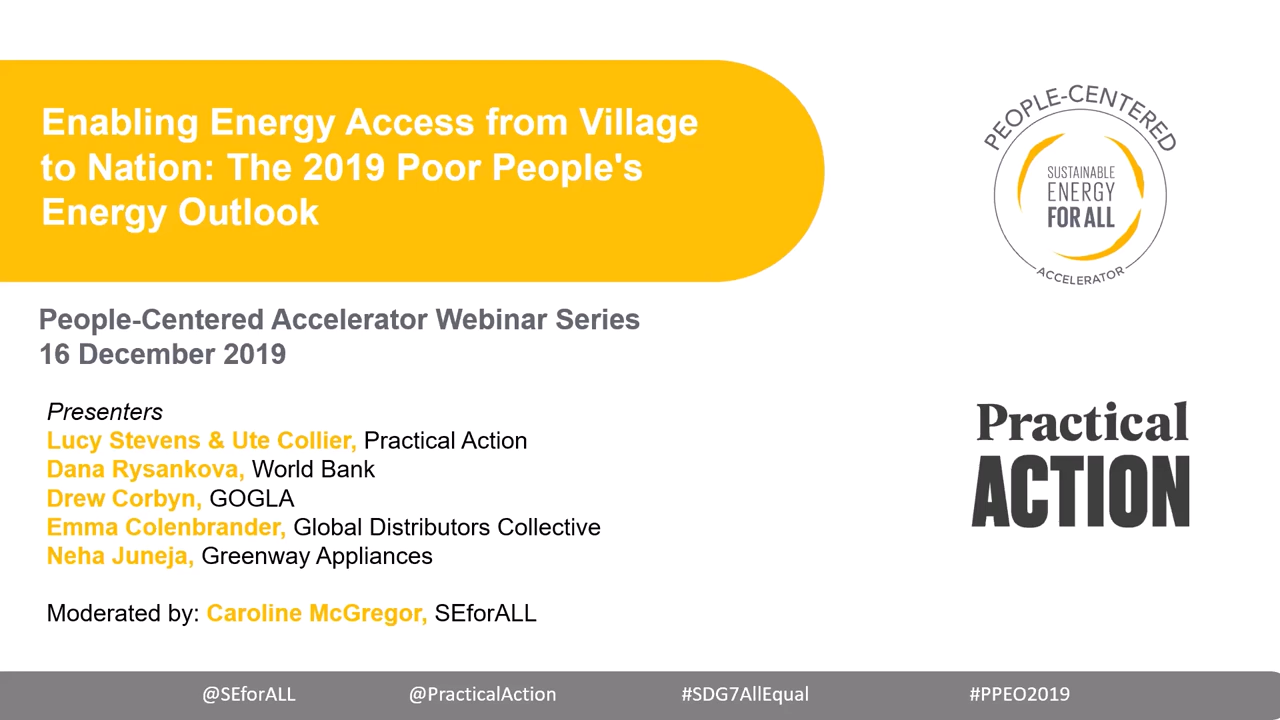 Enabling Energy Access from Village
to Nation: The 2019 Poor People's
Energy Outlook
PEOPLE-CENTERED
SUSTAINABLE
ENERGY
FOR ALL
ACCELERATOR
People-Centered Accelerator Webinar Series
16 December 2019
Presenters
Lucy Stevens & Ute Collier, Practical Action
Dana Rysankova, World Bank
Drew Corbyn, GOGLA
Emma Colenbrander, Global Distributors Collective
Neha Juneja, Greenway Appliances
Moderated by: Caroline McGregor, SEforALL
Practical
ACTION
@SEforALL @PracticalAction #SDG7AllEqual #PPEO2019